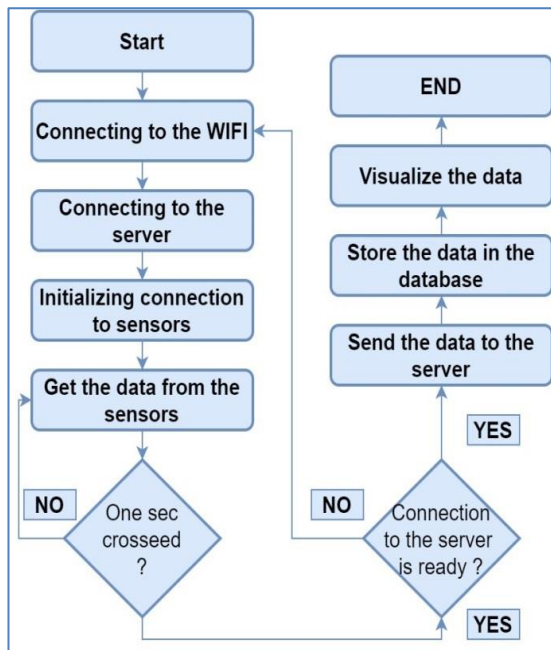 Start
Connecting to the WIFI
Connecting to the
server
Initializing connection
to sensors
Get the data from the
sensors
NO
One sec
crosseed
?
END
Visualize the data
Store the data in the
database
Send the data to the
server
YES
NO
Connection
to the server
is ready ?
YES